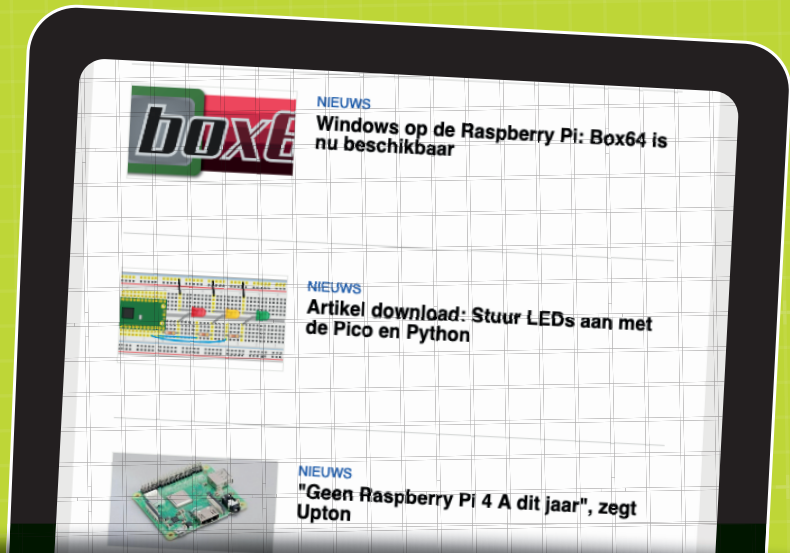 box6
NIEUWS
Windows op de Raspberry Pi: Box64 is
nu beschikbaar
NIEUWS
Artikel download: Stuur LEDs aan met
de Pico en Python
NIEUWS
"Geen Raspberry Pi 4 A dit jaar", zegt
Upton